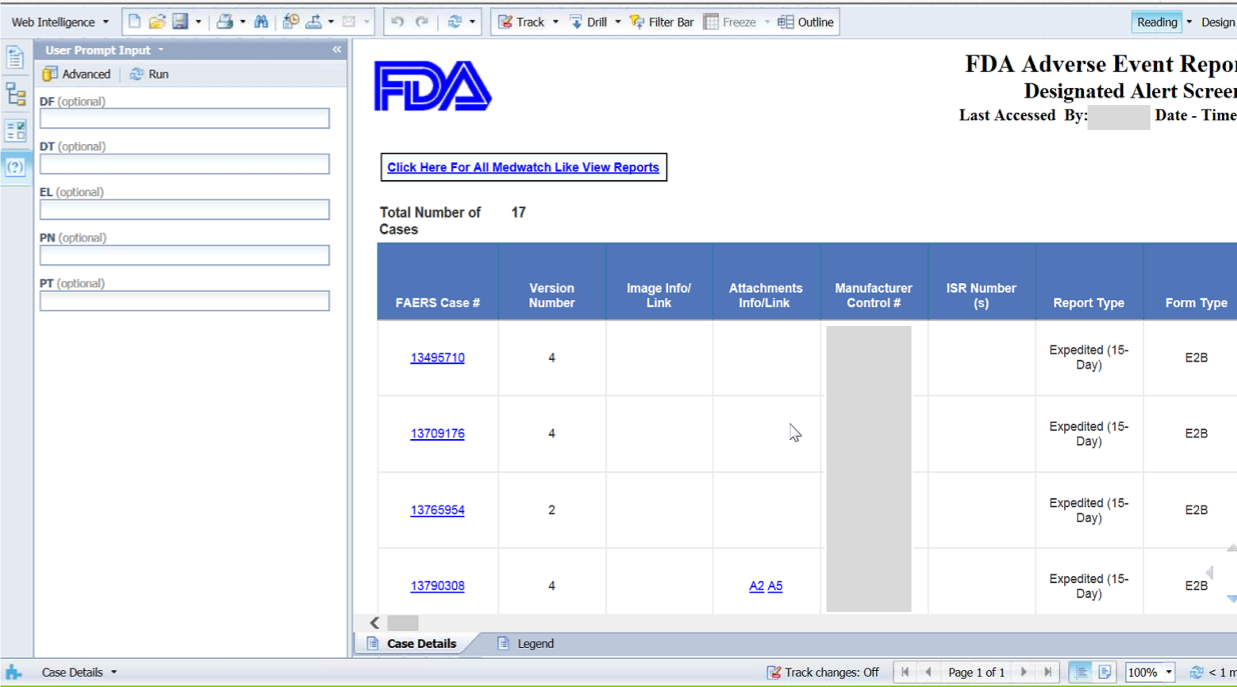 Web Intelligence
Track Drill Filter Bar Freeze Outline
Reading Design
User Prompt Input «
Advanced Run
DF (optional)
DT (optional)
EL (optional)
PN (optional)
PT (optional)
FDA
FDA Adverse Event Repor
Designated Alert Screen
Last Accessed By: Date - Time
Click Here For All Medwatch Like View Reports
Total Number of Cases 17
FAERS Case # Version Number Image Info/ Link Attachments Info/Link Manufacturer Control # ISR Number (s) Report Type Form Type
13495710 4 Expedited (15-Day) E2B
13709176 4 Expedited (15-Day) E2B
13765954 2 Expedited (15-Day) E2B
13790308 4 A2 A5 Expedited (15-Day) E2B
Case Details Legend
Case Details Track changes: Off Page 1 of 1 100% < 1 m